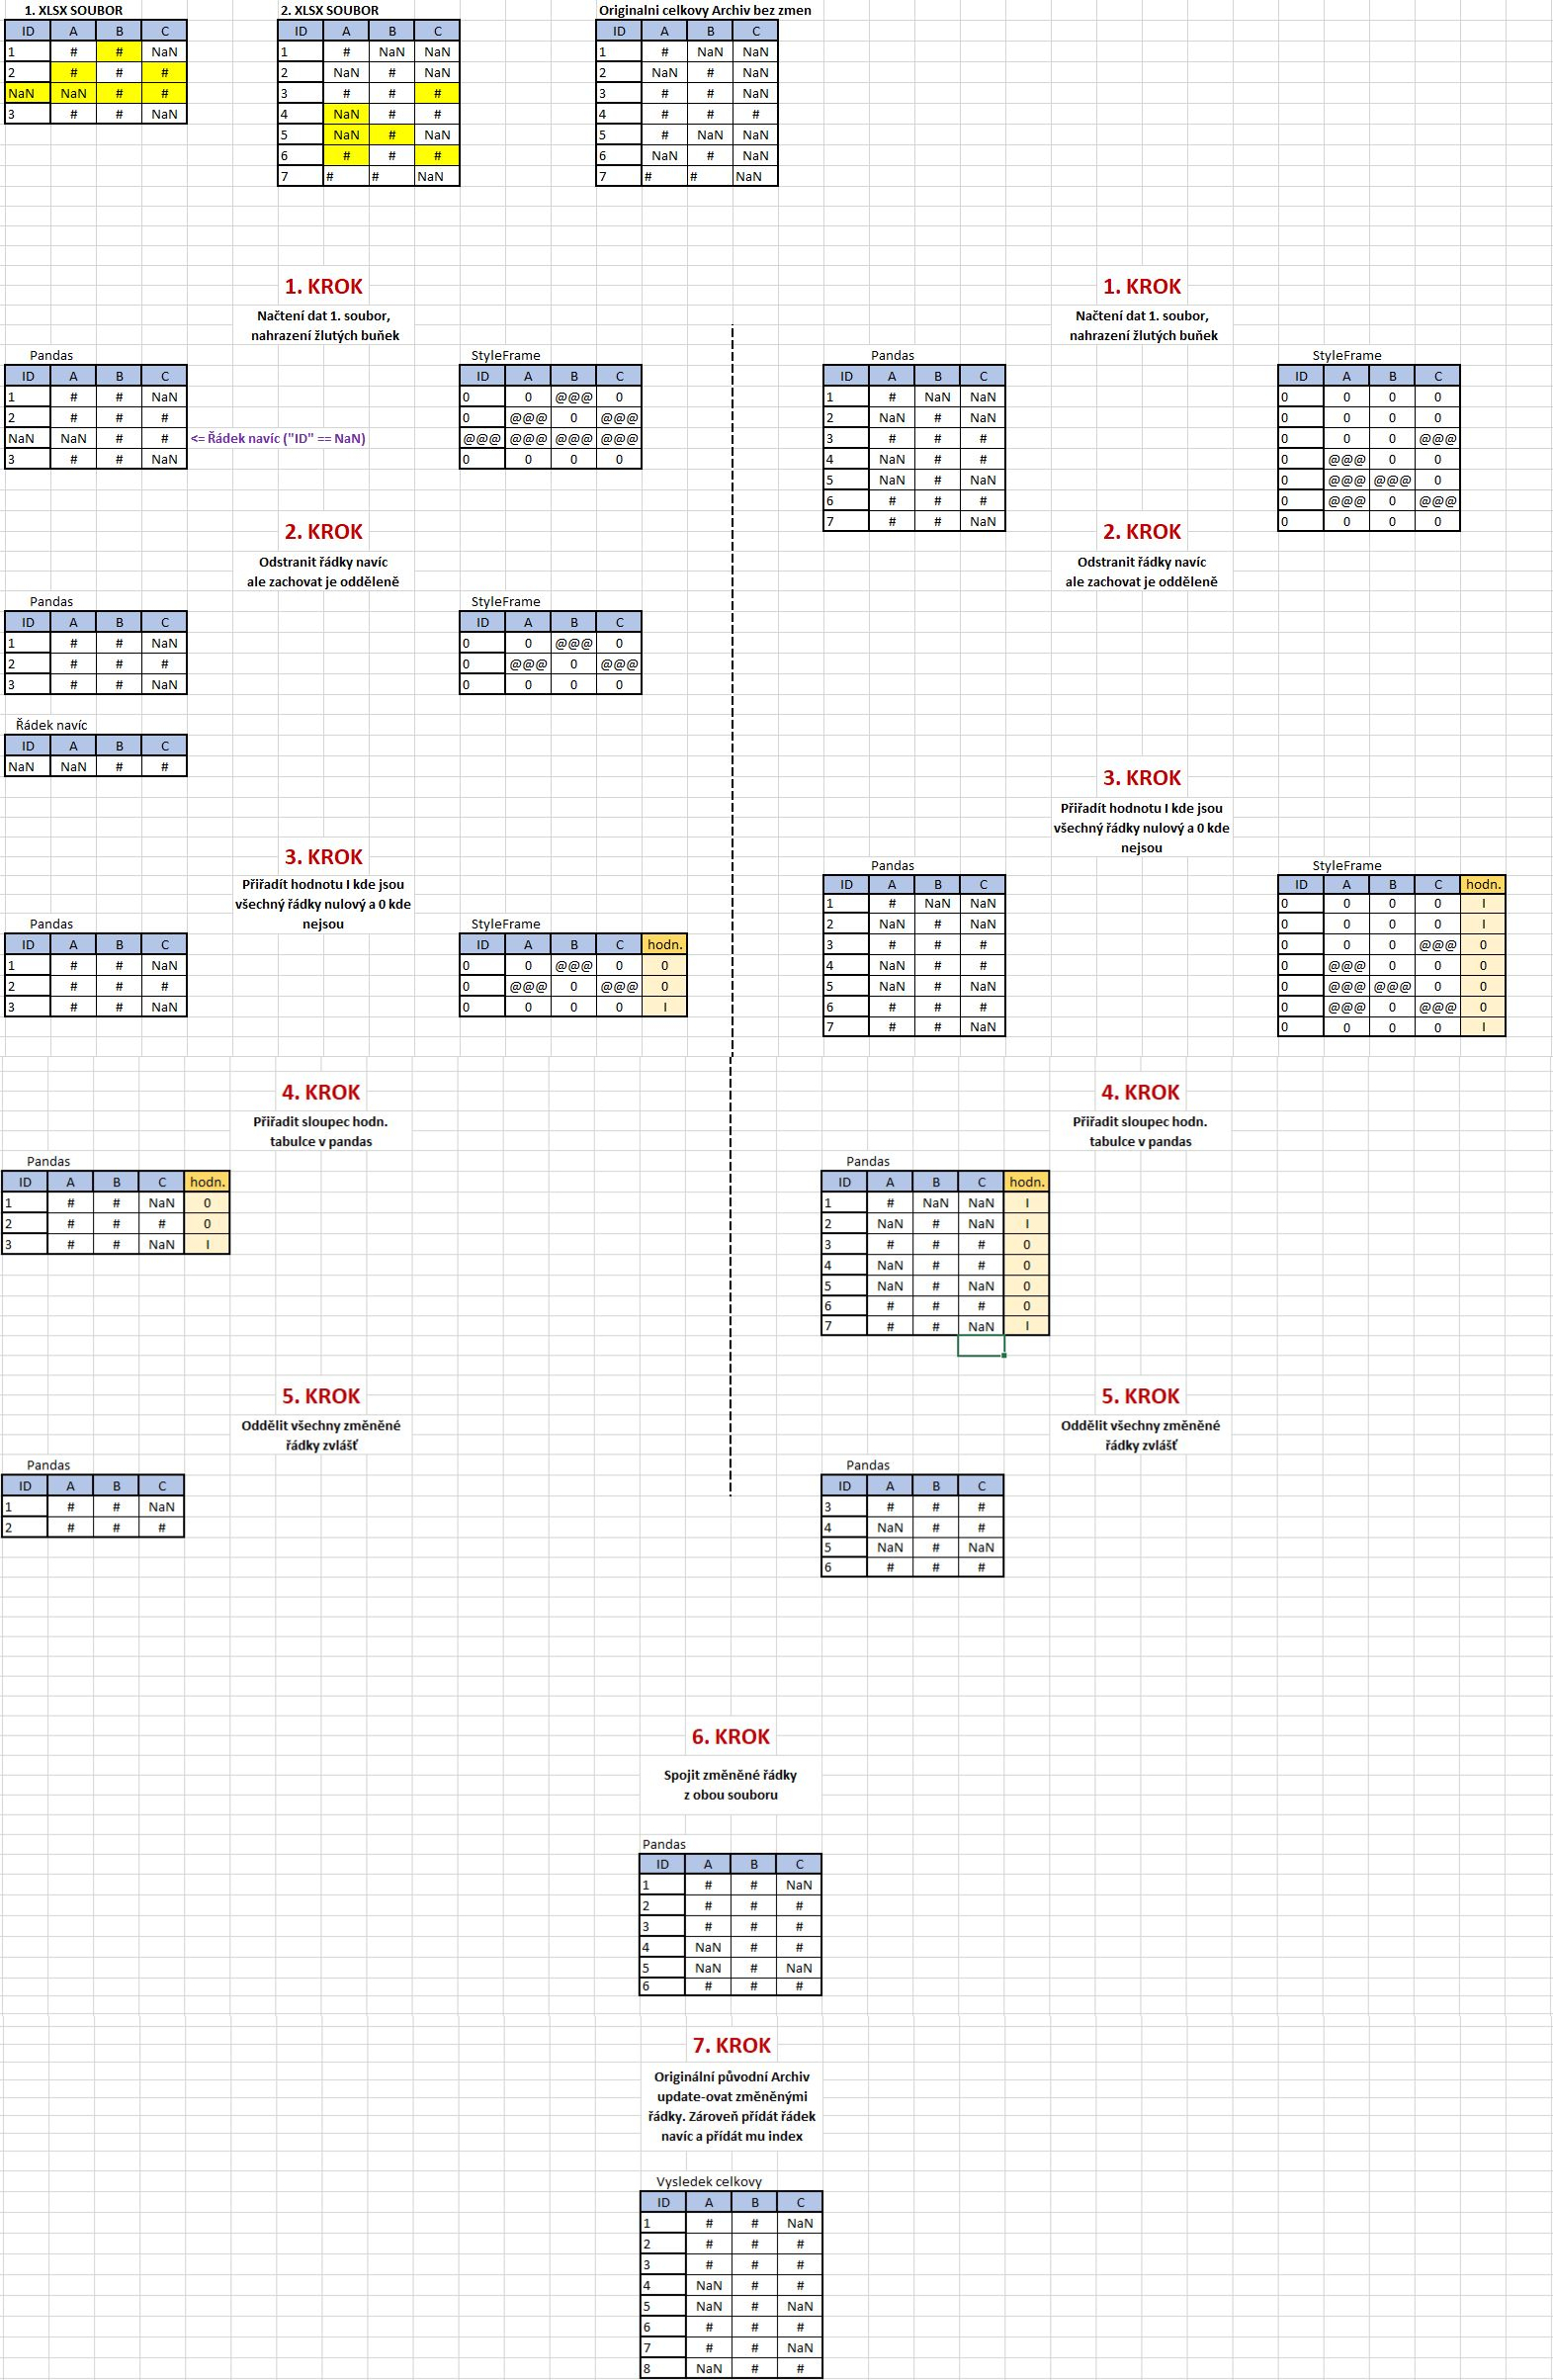 1. XLSX SOUBOR
ID A B C
1 # # NaN
2 # # #
NaN NaN # #
3 # # NaN
2. XLSX SOUBOR
ID A B C
1 # NaN NaN
2 NaN # NaN
3 # # #
4 NaN # #
5 NaN # NaN
6 # # #
7 # # NaN
Originalni celkovy Archiv bez zmen
ID A B C
1 # NaN NaN
2 NaN # NaN
3 # # NaN
4 # # #
5 # NaN NaN
6 NaN # NaN
7 # # NaN
1. KROK
Načtení dat 1. soubor,
nahrazení žlutých buňek
Pandas
ID A B C
1 # # NaN
2 # # #
NaN NaN # #
3 # # NaN
<= Řádek navíc ("ID" == NaN)
StyleFrame
ID A B C
0 0 @@@ 0
0 @@@ 0 @@@
@@@ @@@ @@@ @@@
0 0 0 0
2. KROK
Odstranit řádky navíc
ale zachovat je odděleně
Pandas
ID A B C
1 # # NaN
2 # # #
3 # # NaN
StyleFrame
ID A B C
0 0 @@@ 0
0 @@@ 0 @@@
0 0 0 0
Řádek navíc
ID A B C
NaN NaN # #
3. KROK
Přiřadít hodnotu I kde jsou
všechný řádky nulový a 0 kde
nejsou
Pandas
ID A B C
1 # # NaN
2 # # #
3 # # NaN
StyleFrame
ID A B C hodn.
0 0 @@@ 0 0
0 @@@ 0 @@@ 0
0 0 0 0 I
4. KROK
Přiřadit sloupec hodn.
tabulce v pandas
Pandas
ID A B C hodn.
1 # # NaN 0
2 # # # 0
3 # # NaN I
5. KROK
Oddělit všechny změněné
řádky zvlášť
Pandas
ID A B C
1 # # NaN
2 # # #
1. KROK
Načtení dat 1. soubor,
nahrazení žlutých buňek
Pandas
ID A B C
1 # NaN NaN
2 NaN # NaN
3 # # #
4 NaN # #
5 NaN # NaN
6 # # #
7 # # NaN
StyleFrame
ID A B C
0 0 0 0
0 0 0 0
0 0 0 @@@
0 @@@ 0 0
0 @@@ @@@ 0
0 @@@ 0 @@@
0 0 0 0
2. KROK
Odstranit řádky navíc
ale zachovat je odděleně
3. KROK
Přiřadít hodnotu I kde jsou
všechný řádky nulový a 0 kde
nejsou
Pandas
ID A B C
1 # NaN NaN
2 NaN # NaN
3 # # #
4 NaN # #
5 NaN # NaN
6 # # #
7 # # NaN
StyleFrame
ID A B C hodn.
0 0 0 0 I
0 0 0 0 I
0 0 0 @@@ 0
0 @@@ 0 0 0
0 @@@ @@@ 0 0
0 @@@ 0 @@@ 0
0 0 0 0 I
4. KROK
Přiřadit sloupec hodn.
tabulce v pandas
Pandas
ID A B C hodn.
1 # NaN NaN I
2 NaN # NaN I
3 # # # 0
4 NaN # # 0
5 NaN # NaN 0
6 # # # 0
7 # # NaN I
5. KROK
Oddělit všechny změněné
řádky zvlášť
Pandas
ID A B C
3 # # #
4 NaN # #
5 NaN # NaN
6 # # #
6. KROK
Spojit změněné řádky
z obou souboru
Pandas
ID A B C
1 # # NaN
2 # # #
3 # # #
4 NaN # #
5 NaN # NaN
6 # # #
7. KROK
Originální původní Archiv
update-ovat změněnými
řádky. Zároveň přídát řádek
navíc a přídát mu index
Vysledek celkovy
ID A B C
1 # # NaN
2 # # #
3 # # #
4 NaN # #
5 NaN # NaN
6 # # #
7 # # NaN
8 NaN # #